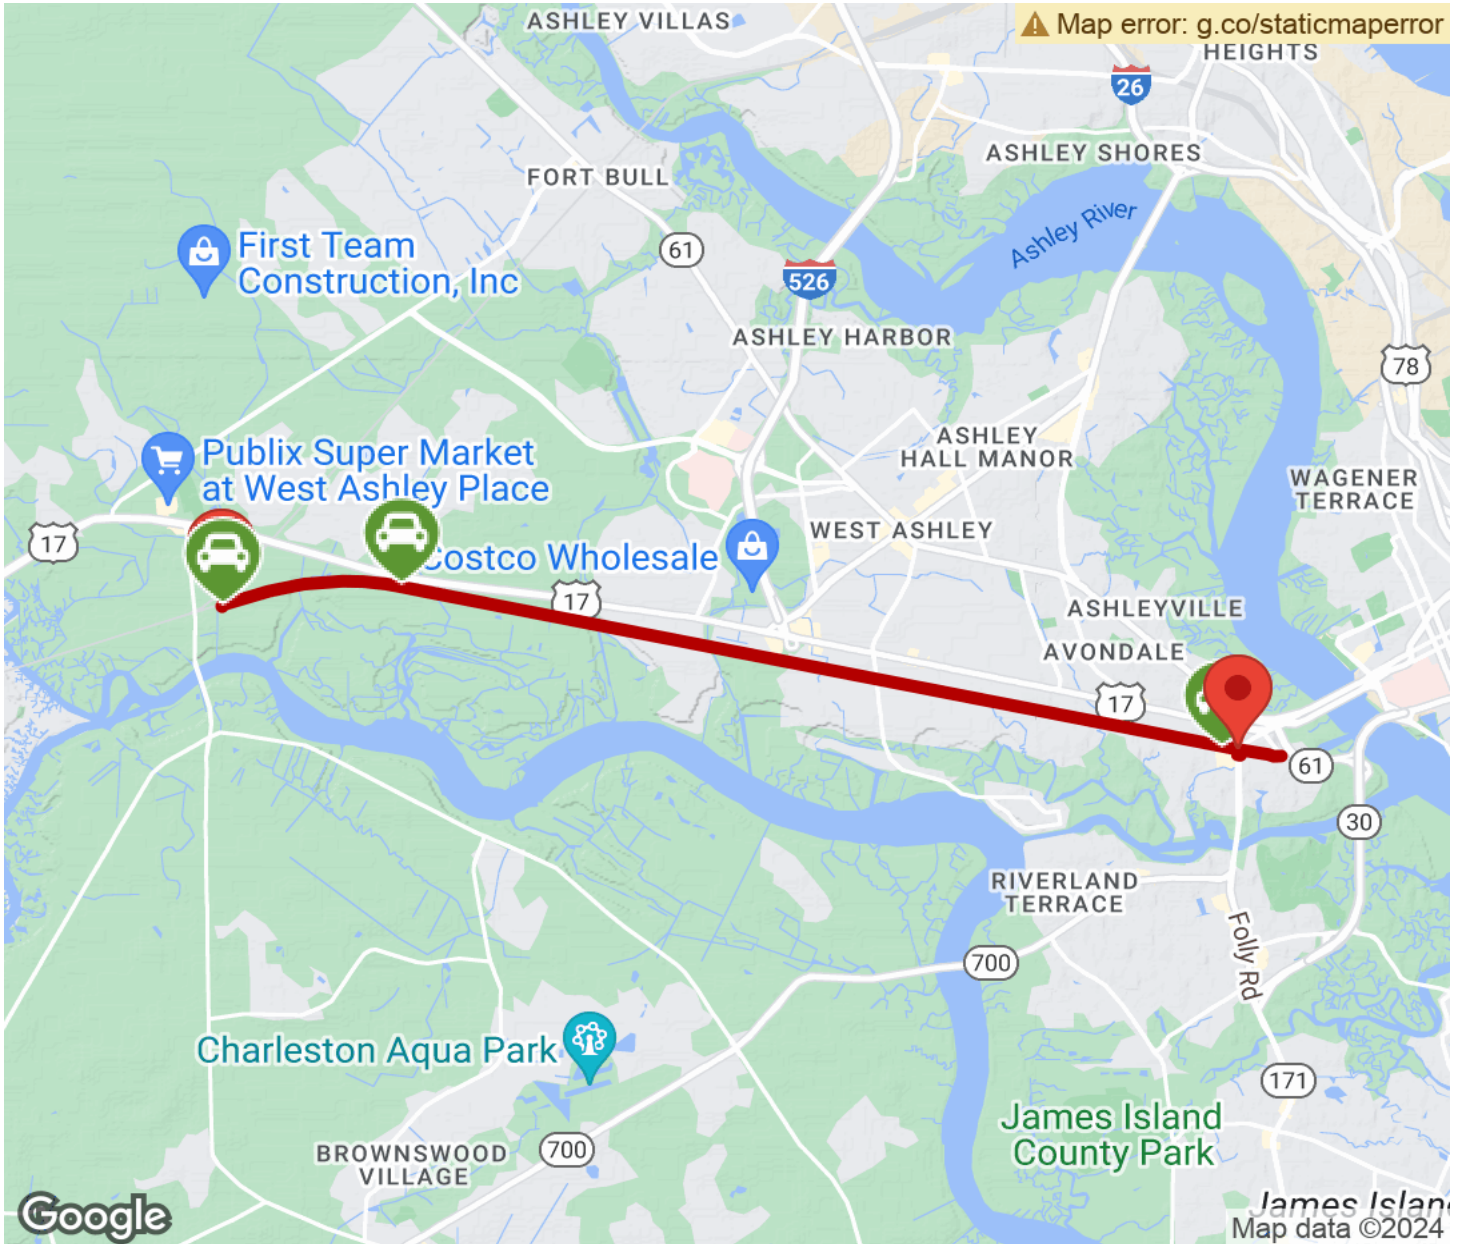 ASHLEY VILLAS
Map error: g.co/staticmaperror
HEIGHTS
26
ASHLEY SHORES
FORT BULL
Ashley River
61
First Team
Construction, Inc
526
ASHLEY HARBOR
78
Publix Super Market
at West Ashley Place
ASHLEY
HALL MANOR
WAGENER
TERRACE
17
WEST ASHLEY
Costco Wholesale
17
ASHLEYVILLE
AVONDALE
17
61
30
RIVERLAND
TERRACE
Folly Rd
700
Charleston Aqua Park
171
James Island
County Park
700
BROWNSWOOD
VILLAGE
James Islan
Google
Map data ©2024